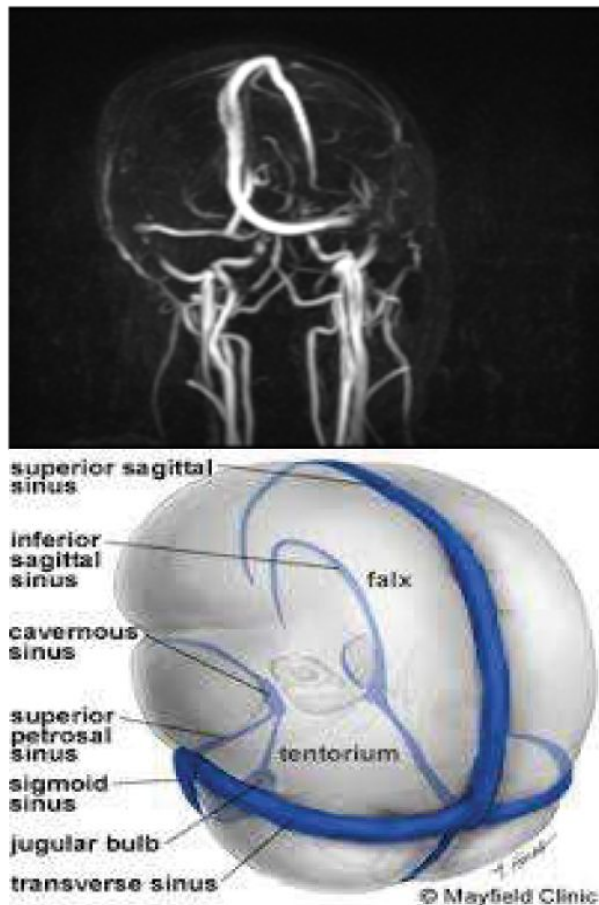 superior sagittal
sinus
inferior
sagittal
sinus
falx
cavernous
sinus
superior
petrosal
sinus
tentorium
sigmoid
sinus
jugular bulb
transverse sinus
© Mayfield Clinic